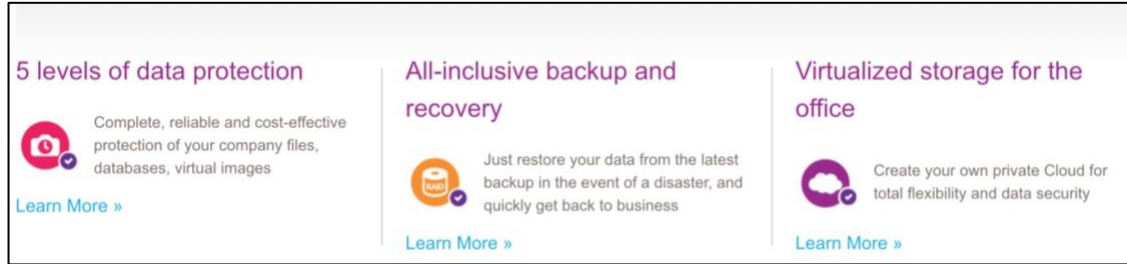 5 levels of data protection
Complete, reliable and cost-effective
protection of your company files,
databases, virtual images
Learn More »
All-inclusive backup and
recovery
RAID
Just restore your data from the latest
backup in the event of a disaster, and
quickly get back to business
Learn More »
Virtualized storage for the
office
Create your own private Cloud for
total flexibility and data security
Learn More »